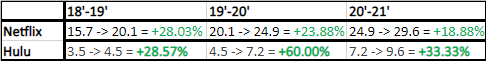 18'-19' 19'-20' 20'-21'
Netflix 15.7 -> 20.1 = +28.03% 20.1 -> 24.9 = +23.88% 24.9 -> 29.6 = +18.88%
Hulu 3.5 -> 4.5 = +28.57% 4.5 -> 7.2 = +60.00% 7.2 -> 9.6 = +33.33%